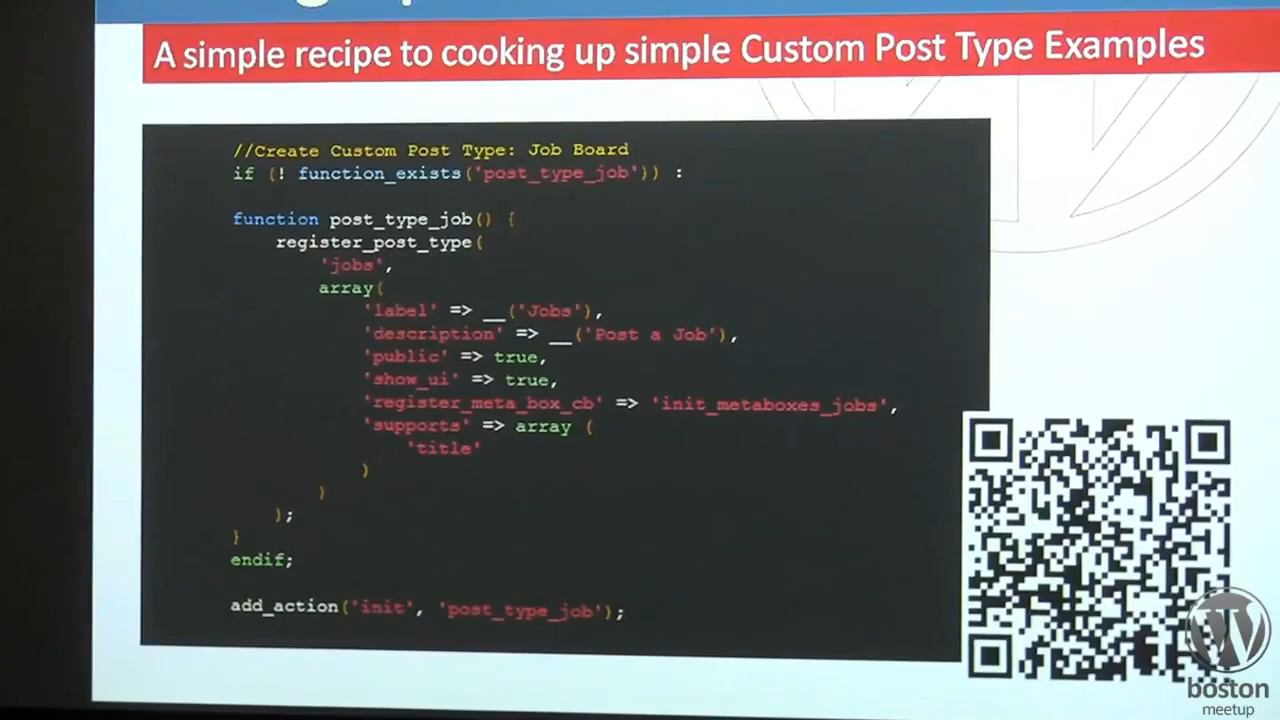 A simple recipe to cooking up simple Custom Post Type Examples
//Create Custom Post Type: Job Board
if (! function_exists('post_type_job')) :
function post_type_job() {
register_post_type(
'jobs',
array(
'label' => __('Jobs'),
'description' => __('Post a Job'),
'public' => true,
'show_ui' => true,
'register_meta_box_cb' => 'init_metaboxes_jobs',
'supports' => array (
'title'
)
)
);
}
endif;
add_action('init', 'post_type_job');
boston
meetup